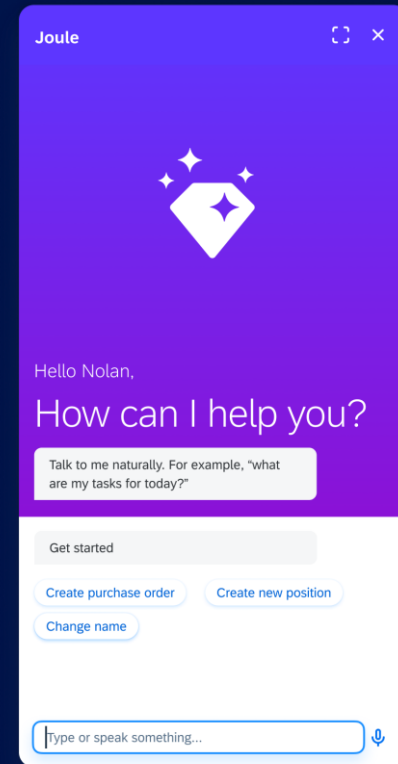 Joule
Hello Nolan,
How can I help you?
Talk to me naturally. For example, “what
are my tasks for today?”
Get started
Create purchase order
Create new position
Change name
Type or speak something...